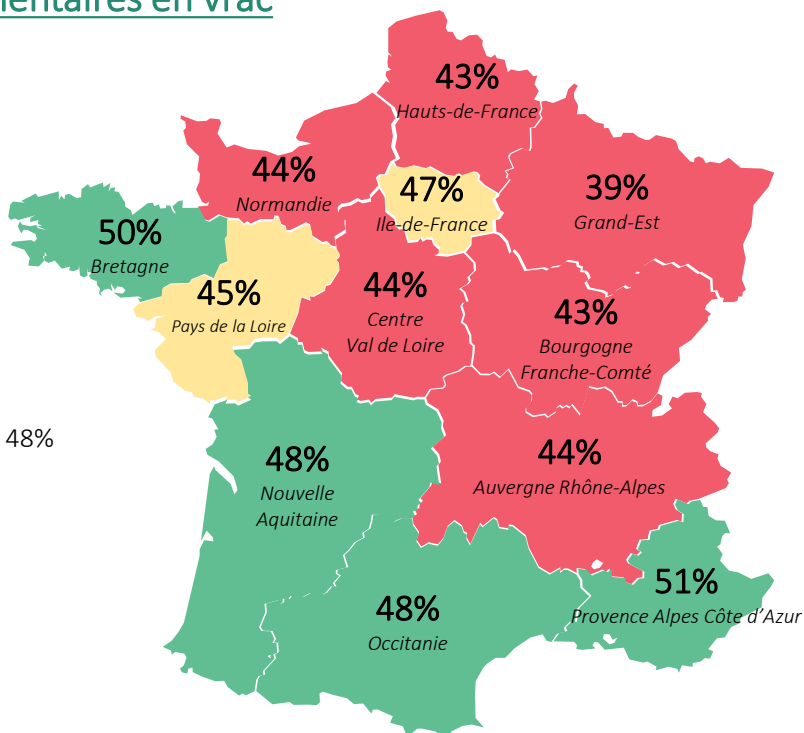 en vrac
43%
Hauts-de-France
44%
Normandie
47%
Ile-de-France
39%
Grand-Est
50%
Bretagne
45%
Pays de la Loire
44%
Centre
Val de Loire
43%
Bourgogne
Franche-Comté
48%
48%
Nouvelle
Aquitaine
44%
Auvergne Rhône-Alpes
51%
Provence Alpes Côte d’Azur
48%
Occitanie